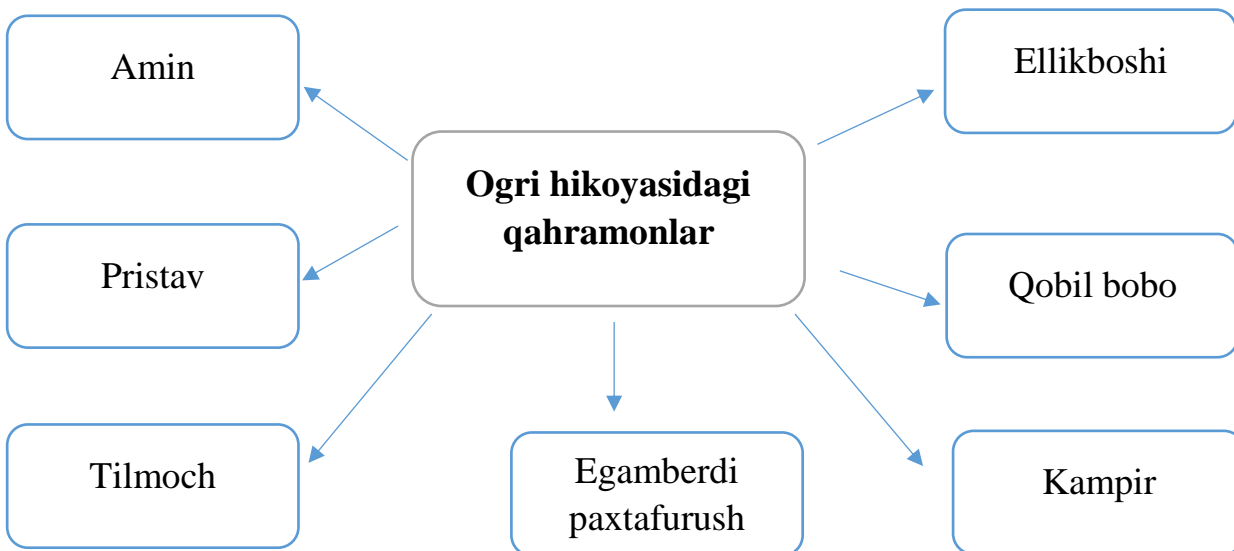 Amin
Ellikboshi
Ogri hikoyasidagi
qahramonlar
Pristav
Qobil bobo
Tilmoch
Egamberdi
paxtafurush
Kampir